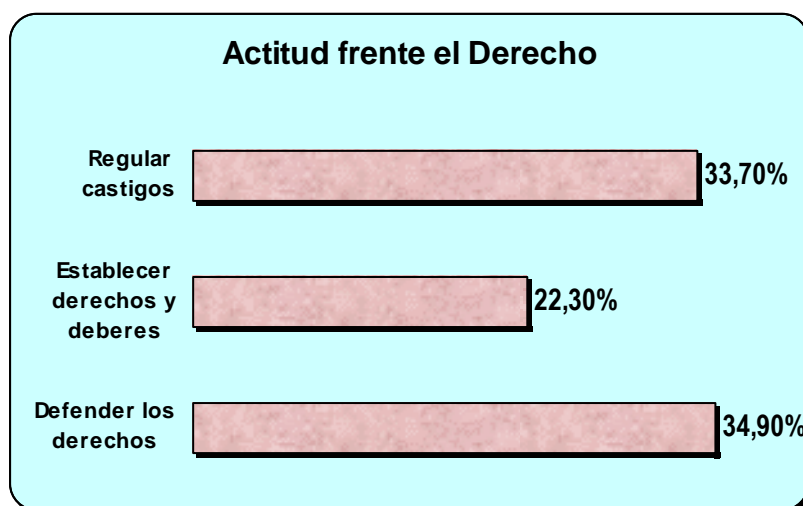 Actitud frente el Derecho
Regular
castigos
33,70%
Establecer
derechos y
deberes
22,30%
Defender los
derechos
34,90%